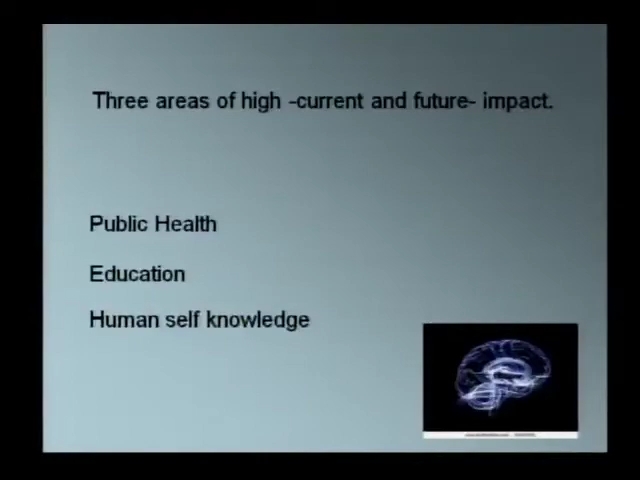 Three areas of high -current and future- impact.
Public Health
Education
Human self knowledge